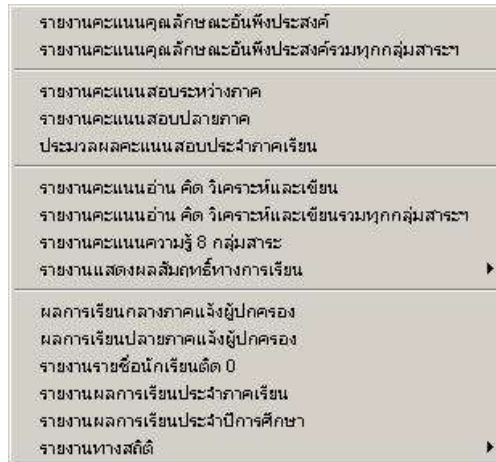 รายงานคะแนนคุณลักษณะอันพึงประสงค์
รายงานคะแนนคุณลักษณะอันพึงประสงค์รวมทุกกลุ่มสาระฯ
รายงานคะแนนสอบระหว่างภาค
รายงานคะแนนสอบปลายภาค
ประมวลผลคะแนนสอบประจำภาคเรียน
รายงานคะแนนอ่าน คิด วิเคราะห์และเขียน
รายงานคะแนนอ่าน คิด วิเคราะห์และเขียนรวมทุกกลุ่มสาระฯ
รายงานคะแนนความรู้ 8 กลุ่มสาระ
รายงานแสดงผลสัมฤทธิ์ทางการเรียน
ผลการเรียนกลางภาคแจ้งผู้ปกครอง
ผลการเรียนปลายภาคแจ้งผู้ปกครอง
รายงานรายชื่อนักเรียนติด 0
รายงานผลการเรียนประจำภาคเรียน
รายงานผลการเรียนประจำปีการศึกษา
รายงานทางสถิติ